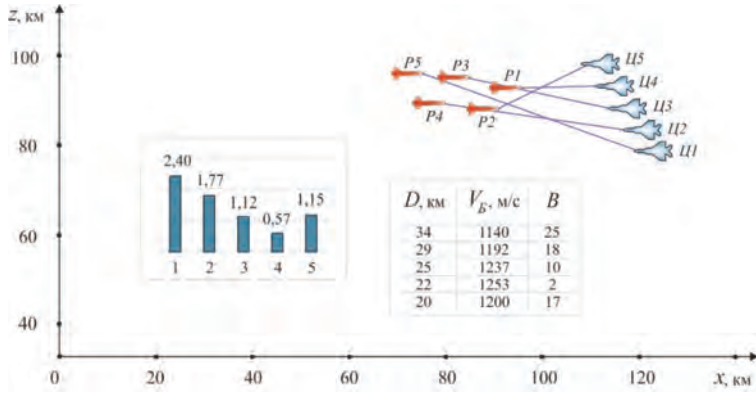 z, км
100
80
60
40
0
20
40
60
80
100
120
x, км
P5
P3
P1
P4
P2
Ц5
Ц4
Ц3
Ц2
Ц1
2,40
1,77
1,12
0,57
1,15
1 2 3 4 5
D, км V_Б, м/с B
34 1140 25
29 1192 18
25 1237 10
22 1253 2
20 1200 17